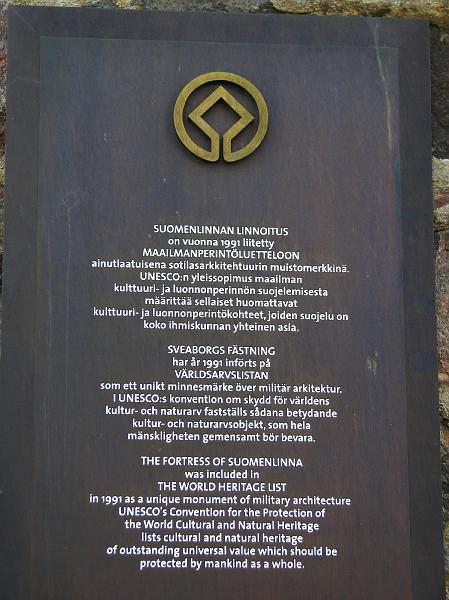 SUOMENLINNAN LINNOITUS
on vuonna 1991 liitetty
MAAILMANPERINTÖLUETTELOON
ainutlaatuisena sotilasarkkitehtuurin muistomerkkinä.
UNESCO:n yleissopimus maailman
kulttuuri- ja luonnonperinnön suojelemisesta
määrittää sellaiset huomattavat
kulttuuri- ja luonnonperintökohteet, joiden suojelu on
koko ihmiskunnan yhteinen asia.
SVEABORGS FÄSTNING
har år 1991 införts på
VÄRLDSARVSLISTAN
som ett unikt minnesmärke över militär arkitektur.
I UNESCO:s konvention om skydd för världens
kultur- och naturarv fastställs sådana betydande
kultur- och naturarvsobjekt, som hela
mänskligheten gemensamt bör bevara.
THE FORTRESS OF SUOMENLINNA
was included in
THE WORLD HERITAGE LIST
in 1991 as a unique monument of military architecture
UNESCO's Convention for the Protection of
the World Cultural and Natural Heritage
lists cultural and natural heritage
of outstanding universal value which should be
protected by mankind as a whole.